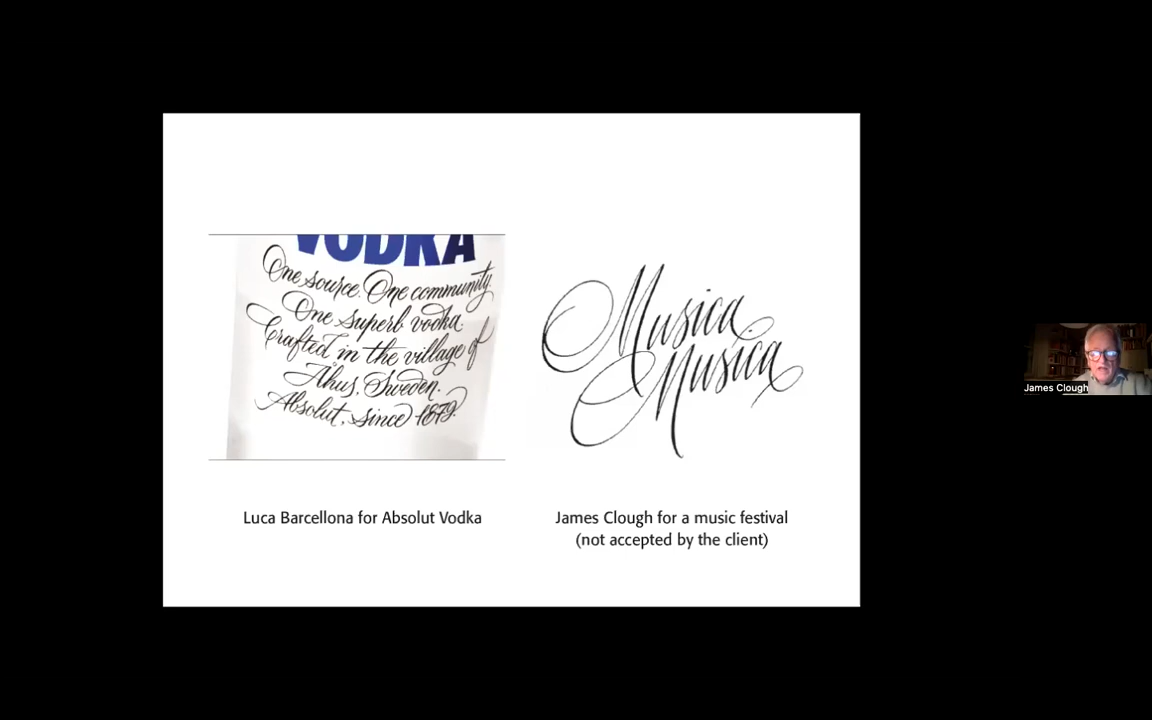 VODKA
One source. One community.
One superb vodka.
Crafted in the village of
Åhus, Sweden.
Absolut, since 1879.
Musica
Musica
Luca Barcellona for Absolut Vodka
James Clough for a music festival
(not accepted by the client)
James Clough